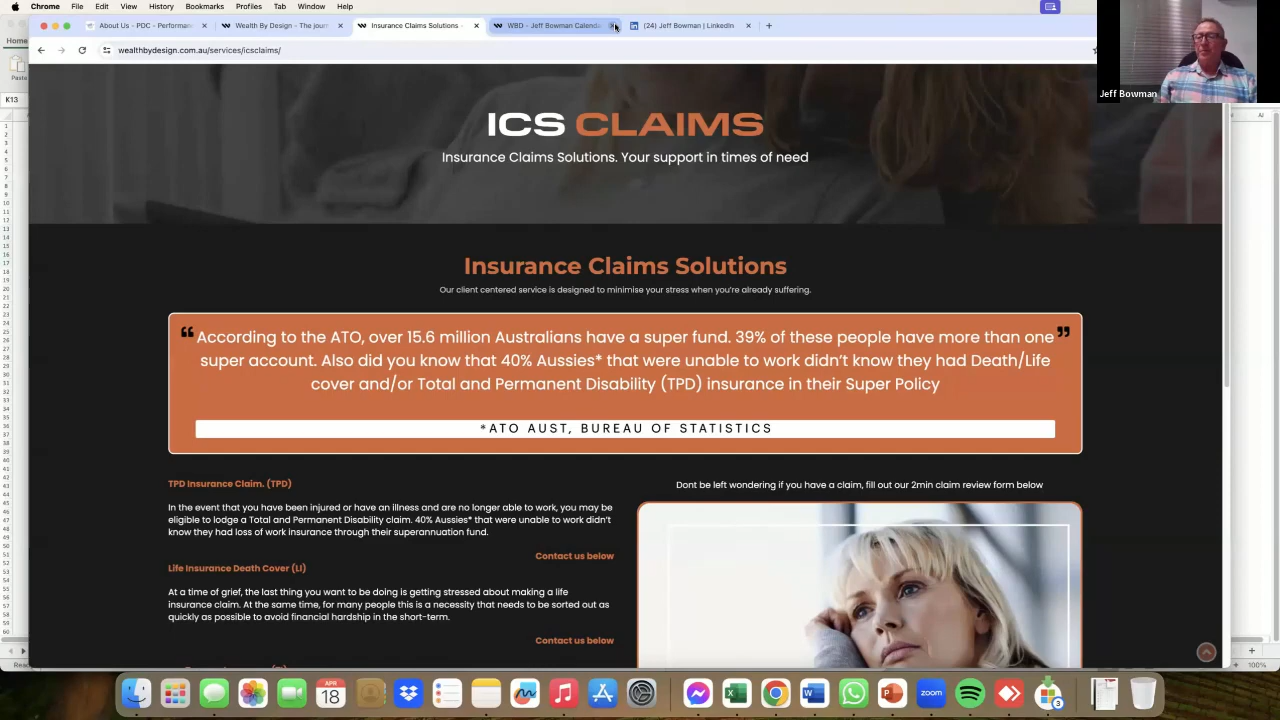 Chrome File Edit View History Bookmarks Profiles Tab Window Help
About Us - PDC - Performan
Wealth By Design - The journ
Insurance Claims Solutions -
WBD - Jeff Bowman Calenda
(24) Jeff Bowman | LinkedIn
Home
wealthbydesign.com.au/services/icsclaims/
Paste
K13
Jeff Bowman
AI
ICS CLAIMS
Insurance Claims Solutions. Your support in times of need
Insurance Claims Solutions
Our client centered service is designed to minimise your stress when you're already suffering.
“According to the ATO, over 15.6 million Australians have a super fund. 39% of these people have more than one”
super account. Also did you know that 40% Aussies* that were unable to work didn’t know they had Death/Life
cover and/or Total and Permanent Disability (TPD) insurance in their Super Policy
*ATO AUST, BUREAU OF STATISTICS
TPD Insurance Claim. (TPD)
In the event that you have been injured or have an illness and are no longer able to work, you may be
eligible to lodge a Total and Permanent Disability claim. 40% Aussies* that were unable to work didn’t
know they had loss of work insurance through their superannuation fund.
Contact us below
Life Insurance Death Cover (LI)
At a time of grief, the last thing you want to be doing is getting stressed about making a life
insurance claim. At the same time, for many people this is a necessity that needs to be sorted out as
quickly as possible to avoid financial hardship in the short-term.
Contact us below
Dont be left wondering if you have a claim, fill out our 2min claim review form below
100%
APR
18
zoom
3